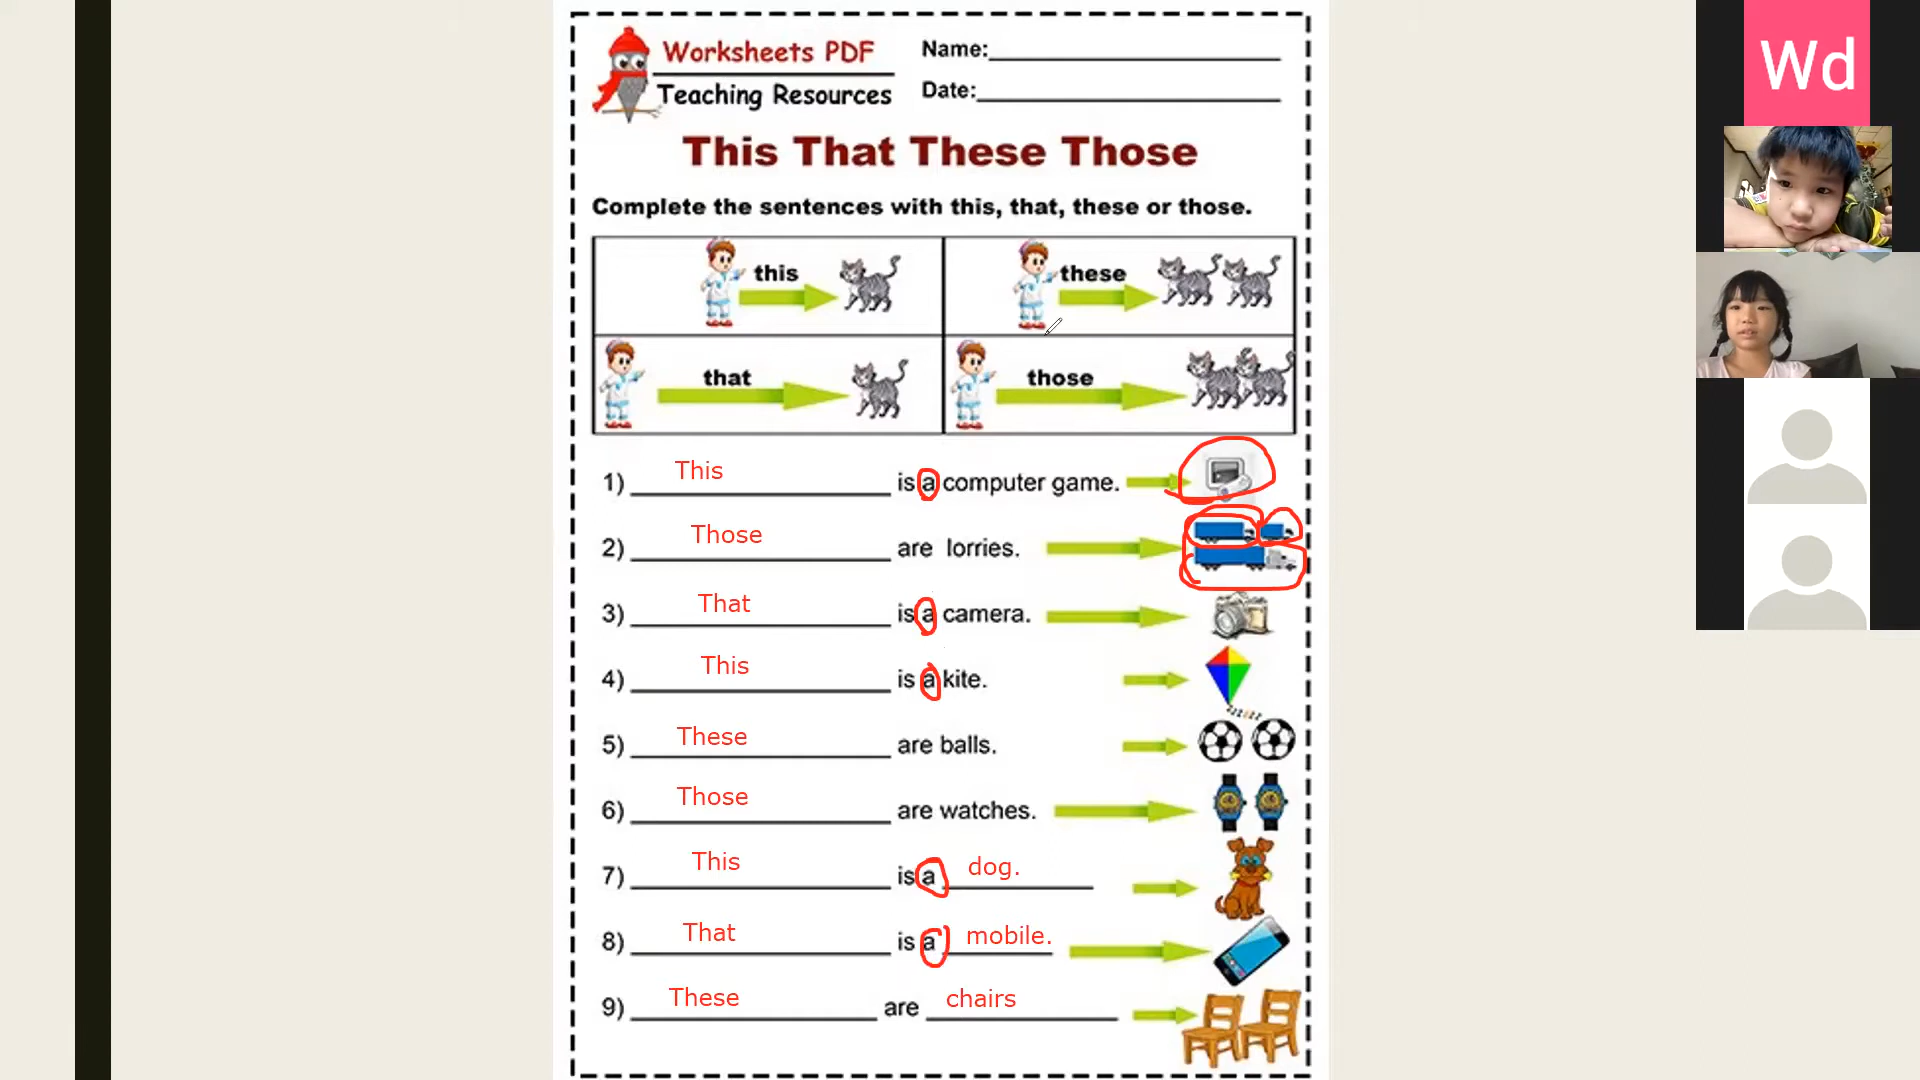 Worksheets PDF
Teaching Resources
Name:
Date:
This That These Those
Complete the sentences with this, that, these or those.
this
these
that
those
1) This is a computer game.
2) Those are lorries.
3) That is a camera.
4) This is a kite.
5) These are balls.
6) Those are watches.
7) This is a dog.
8) That is a mobile.
9) These are chairs
Wd